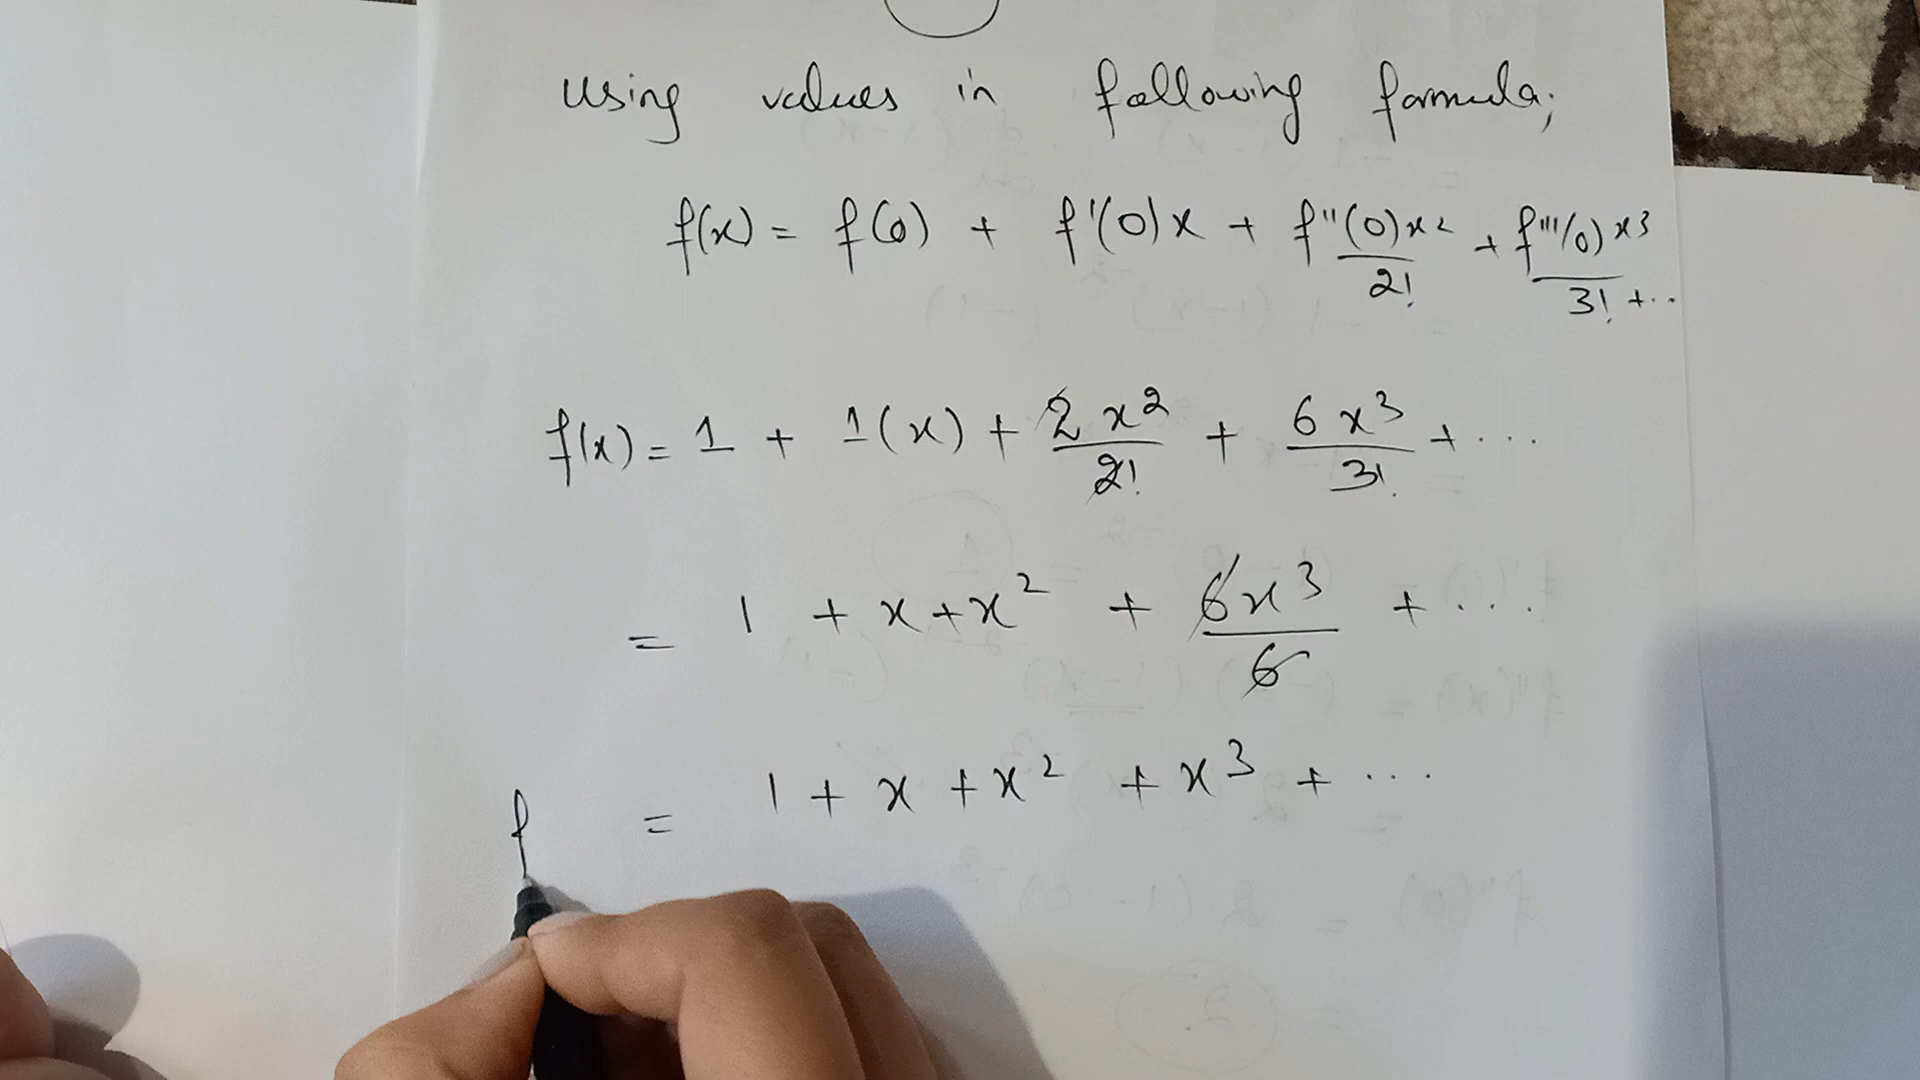 using values in following formula;
f(x) = f(0) + f'(0)x + f''(0)x²/2! + f'''(0)x³/3! + ..
f(x) = 1 + 1(x) + 2x²/2! + 6x³/3! + ...
= 1 + x + x² + 6x³/6 + ...
f = 1 + x + x² + x³ + ...